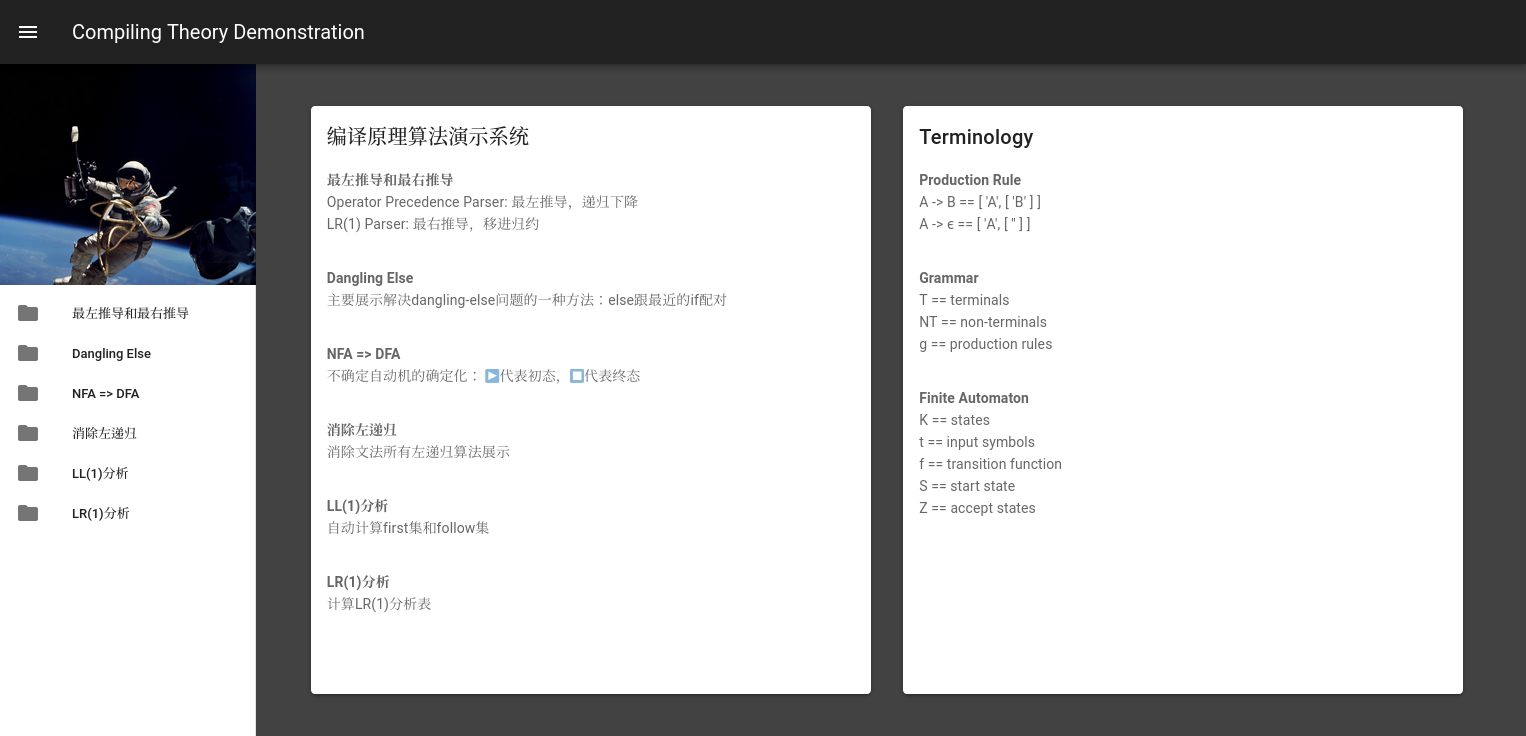 Compiling Theory Demonstration
最左推导和最右推导
Dangling Else
NFA => DFA
消除左递归
LL(1)分析
LR(1)分析
编译原理算法演示系统
最左推导和最右推导
Operator Precedence Parser: 最左推导，递归下降
LR(1) Parser: 最右推导，移进归约
Dangling Else
主要展示解决dangling-else问题的一种方法：else跟最近的if配对
NFA => DFA
不确定自动机的确定化： ▶️代表初态，⏹️代表终态
消除左递归
消除文法所有左递归算法展示
LL(1)分析
自动计算first集和follow集
LR(1)分析
计算LR(1)分析表
Terminology
Production Rule
A -> B == [ 'A', [ 'B' ] ]
A -> ϵ == [ 'A', [ '' ] ]
Grammar
T == terminals
NT == non-terminals
g == production rules
Finite Automaton
K == states
t == input symbols
f == transition function
S == start state
Z == accept states